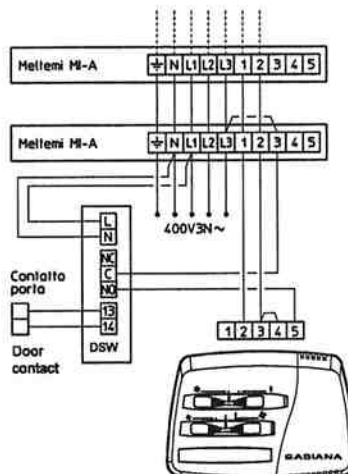 Meltemi MI-A ⏚ N L1 L2 L3 1 2 3 4 5
Meltemi MI-A ⏚ N L1 L2 L3 1 2 3 4 5
400V3N~
L
N
NC
C
NO
13
14
DSW
Contatto
porta
Door
contact
1 2 3 4 5
SABIANA